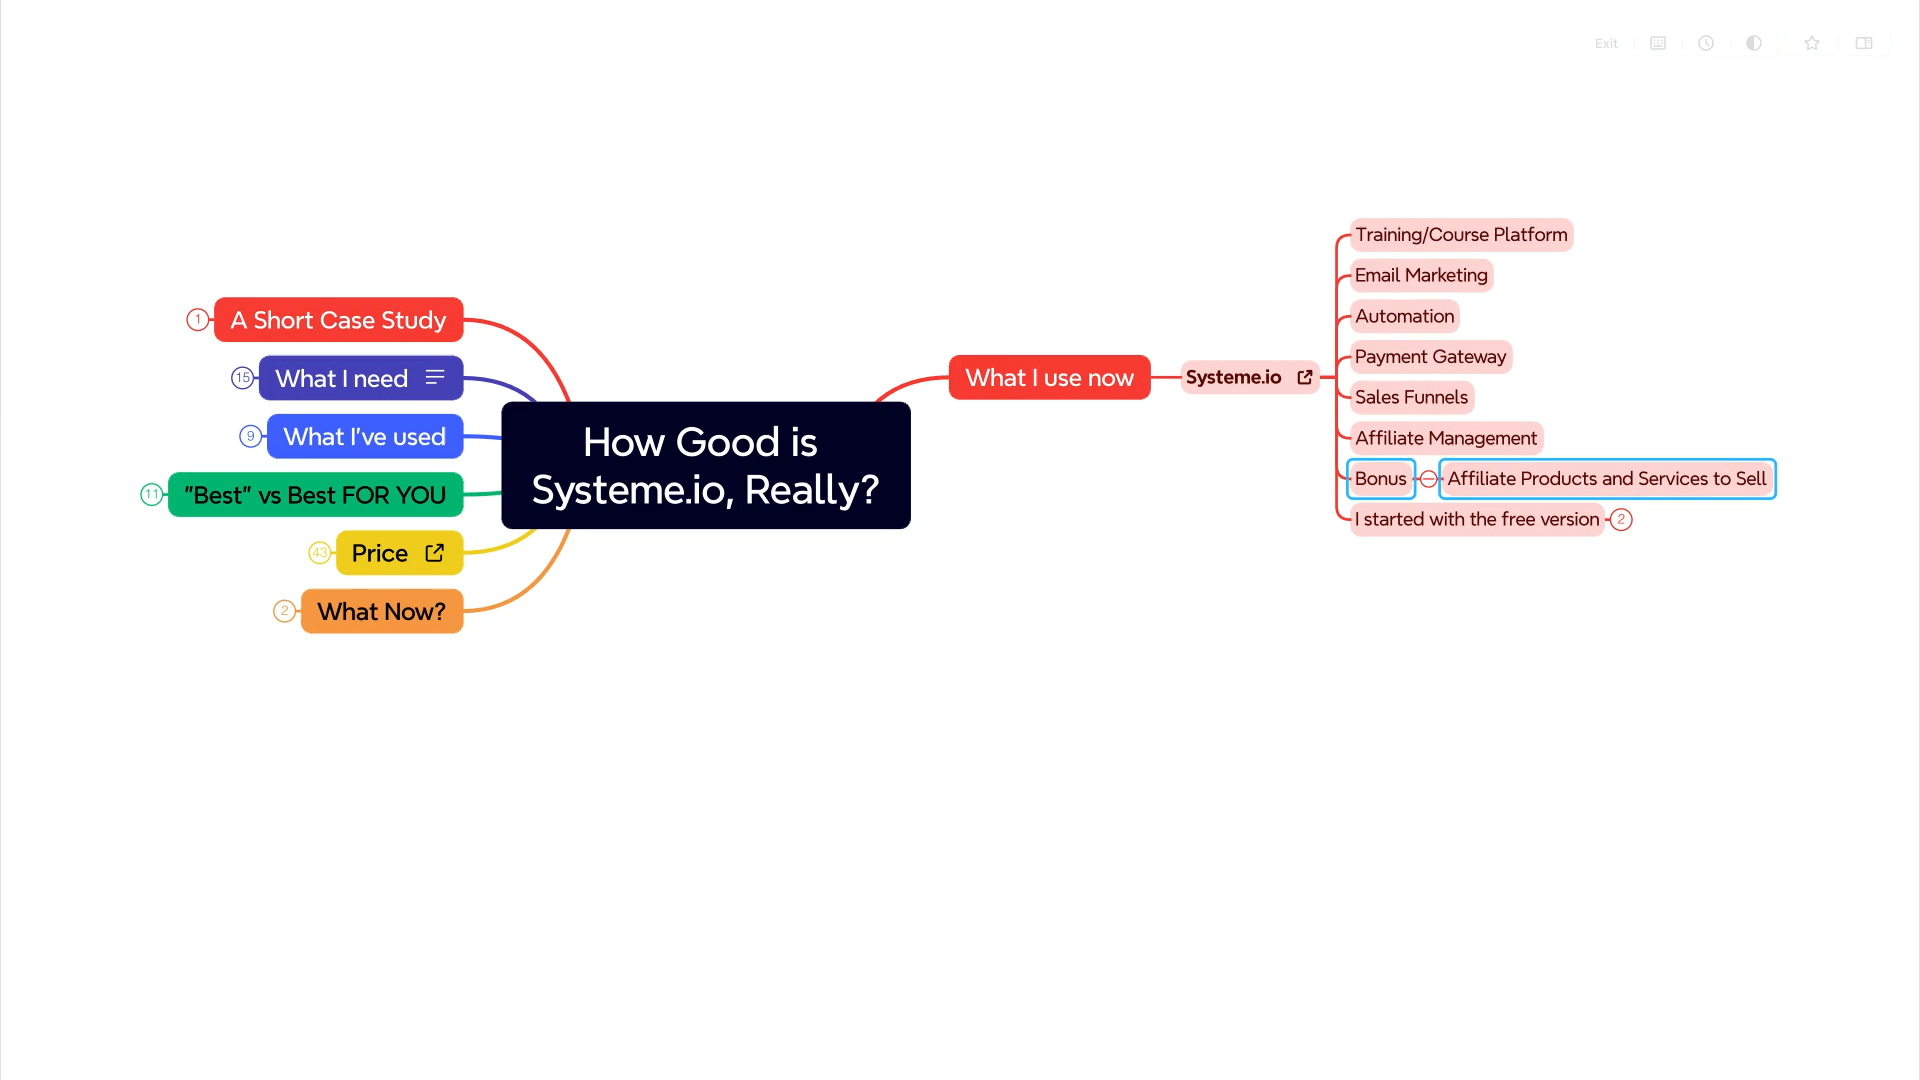 Exit
1
A Short Case Study
15
What I need
9
What I've used
11
"Best" vs Best FOR YOU
43
Price
2
What Now?
How Good is
Systeme.io, Really?
What I use now
Systeme.io
Training/Course Platform
Email Marketing
Automation
Payment Gateway
Sales Funnels
Affiliate Management
Bonus
Affiliate Products and Services to Sell
I started with the free version
2